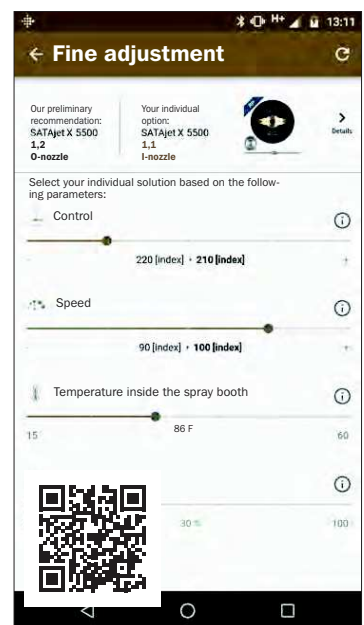 H+ 13:11
← Fine adjustment
Our preliminary
recommendation:
SATAjet X 5500
1,2
O-nozzle
Your individual
option:
SATAjet X 5500
1,1
I-nozzle
Details
Select your individual solution based on the follow-
ing parameters:
Control
220 [index] • 210 [index]
- +
Speed
90 [index] • 100 [index]
- +
Temperature inside the spray booth
86 F
15 60
30 % 100